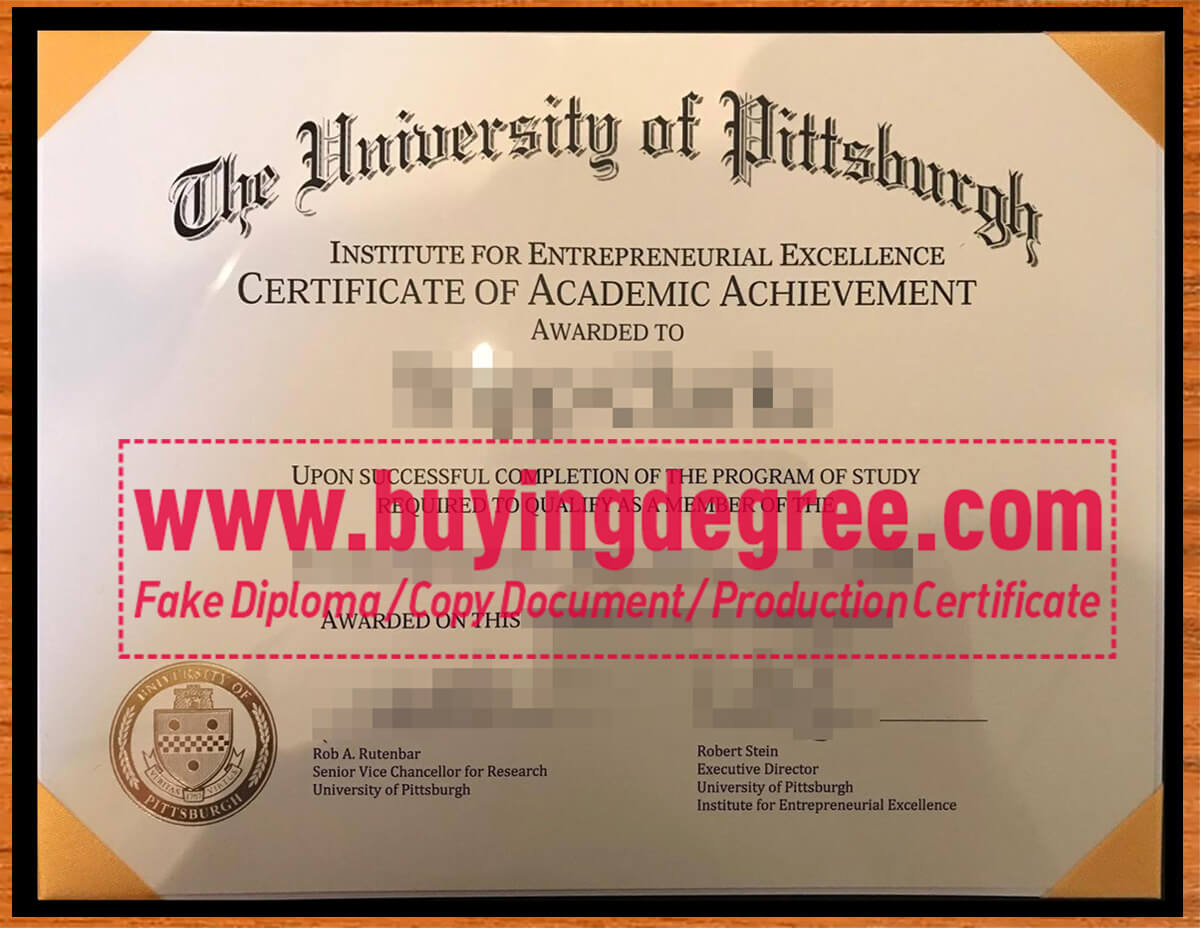 The University of Pittsburgh
INSTITUTE FOR ENTREPRENEURIAL EXCELLENCE
CERTIFICATE OF ACADEMIC ACHIEVEMENT
AWARDED TO
UPON SUCCESSFUL COMPLETION OF THE PROGRAM OF STUDY
REQUIRED TO QUALIFY AS A MEMBER OF THE
www.buyingdegree.com
Fake Diploma/Copy Document/Production Certificate
AWARDED ON THIS
UNIVERSITY OF
PITTSBURGH
VERITAS 1787 VIRTUS
Rob A. Rutenbar
Senior Vice Chancellor for Research
University of Pittsburgh
Robert Stein
Executive Director
University of Pittsburgh
Institute for Entrepreneurial Excellence